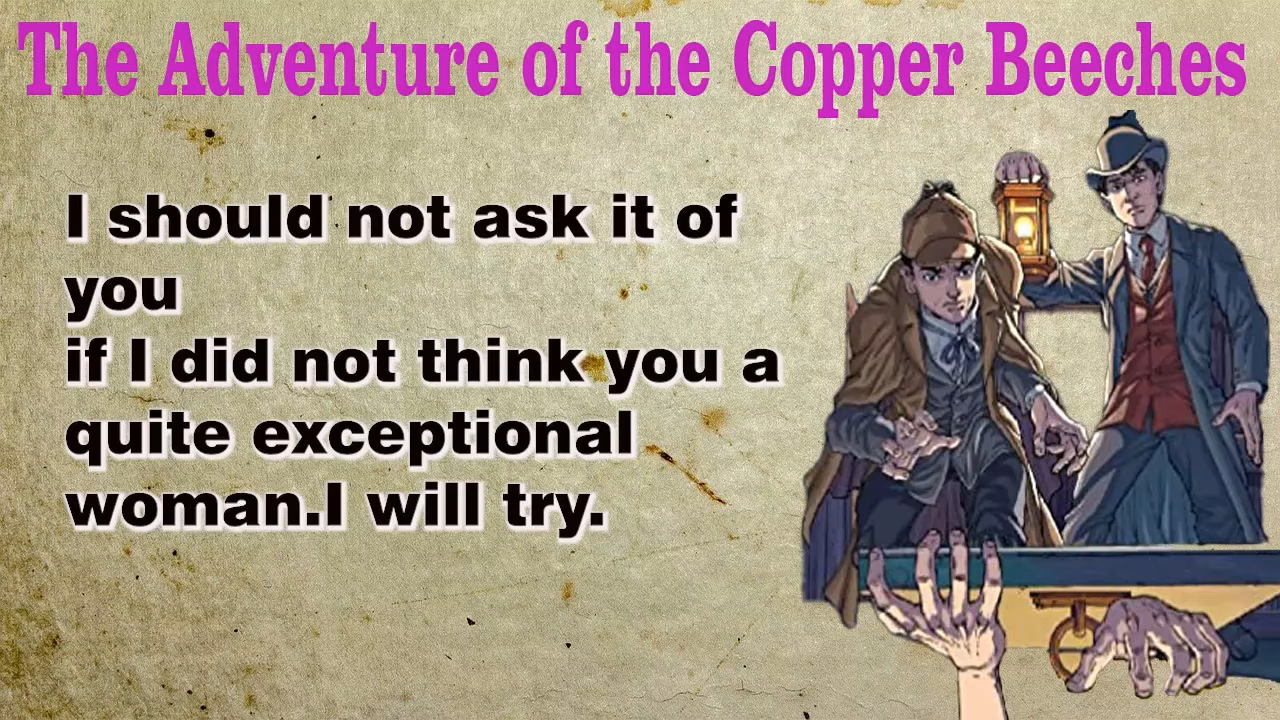 The Adventure of the Copper Beeches
I should not ask it of
you
if I did not think you a
quite exceptional
woman.I will try.